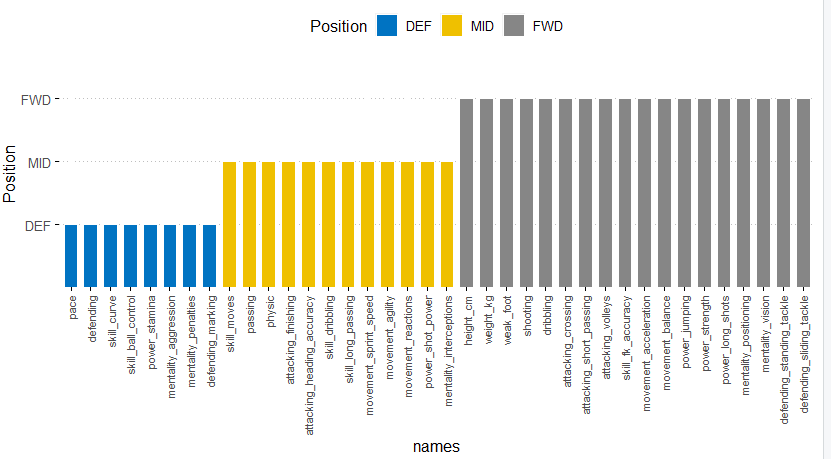 Position DEF MID FWD
FWD
MID
DEF
Position
pace
defending
skill_curve
skill_ball_control
power_stamina
mentality_aggression
mentality_penalties
defending_marking
skill_moves
passing
physic
attacking_finishing
attacking_heading_accuracy
skill_dribbling
skill_long_passing
movement_sprint_speed
movement_agility
movement_reactions
power_shot_power
mentality_interceptions
height_cm
weight_kg
weak_foot
shooting
dribbling
attacking_crossing
attacking_short_passing
attacking_volleys
skill_fk_accuracy
movement_acceleration
movement_balance
power_jumping
power_strength
power_long_shots
mentality_positioning
mentality_vision
defending_standing_tackle
defending_sliding_tackle
names